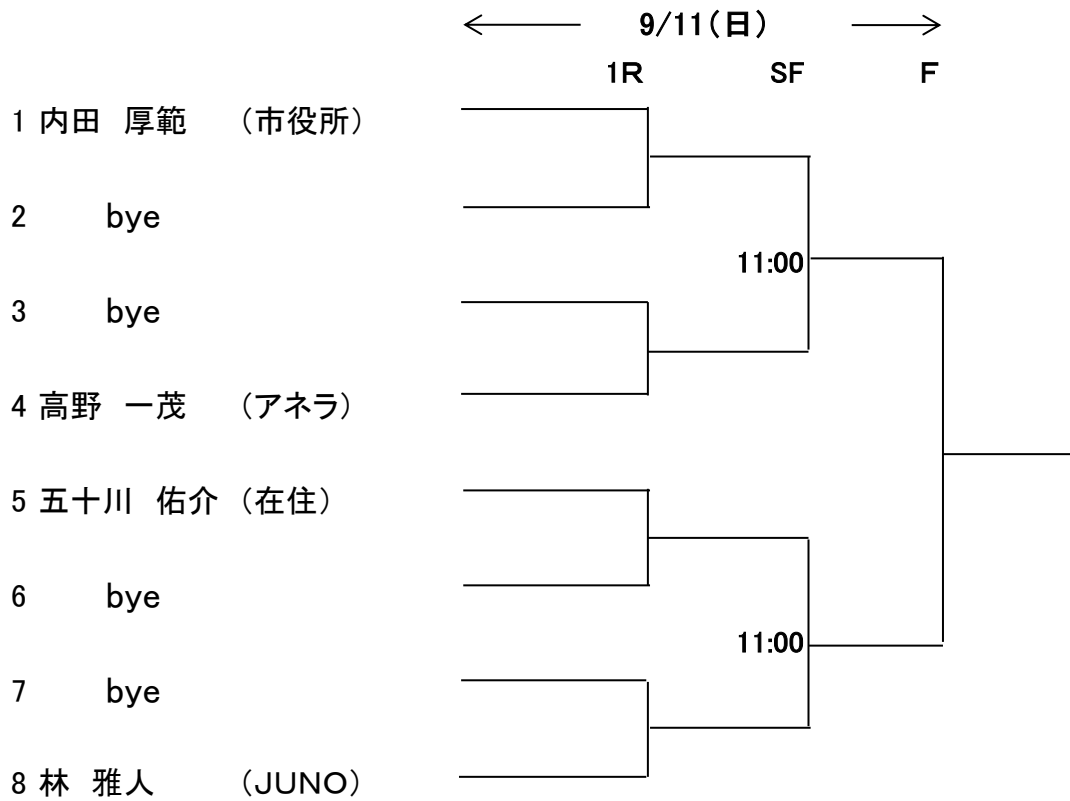 9/11(日)
1R SF F
1 内田 厚範 (市役所)
2 bye
11:00
3 bye
4 高野 一茂 (アネラ)
5 五十川 佑介 (在住)
6 bye
11:00
7 bye
8 林 雅人 (JUNO)